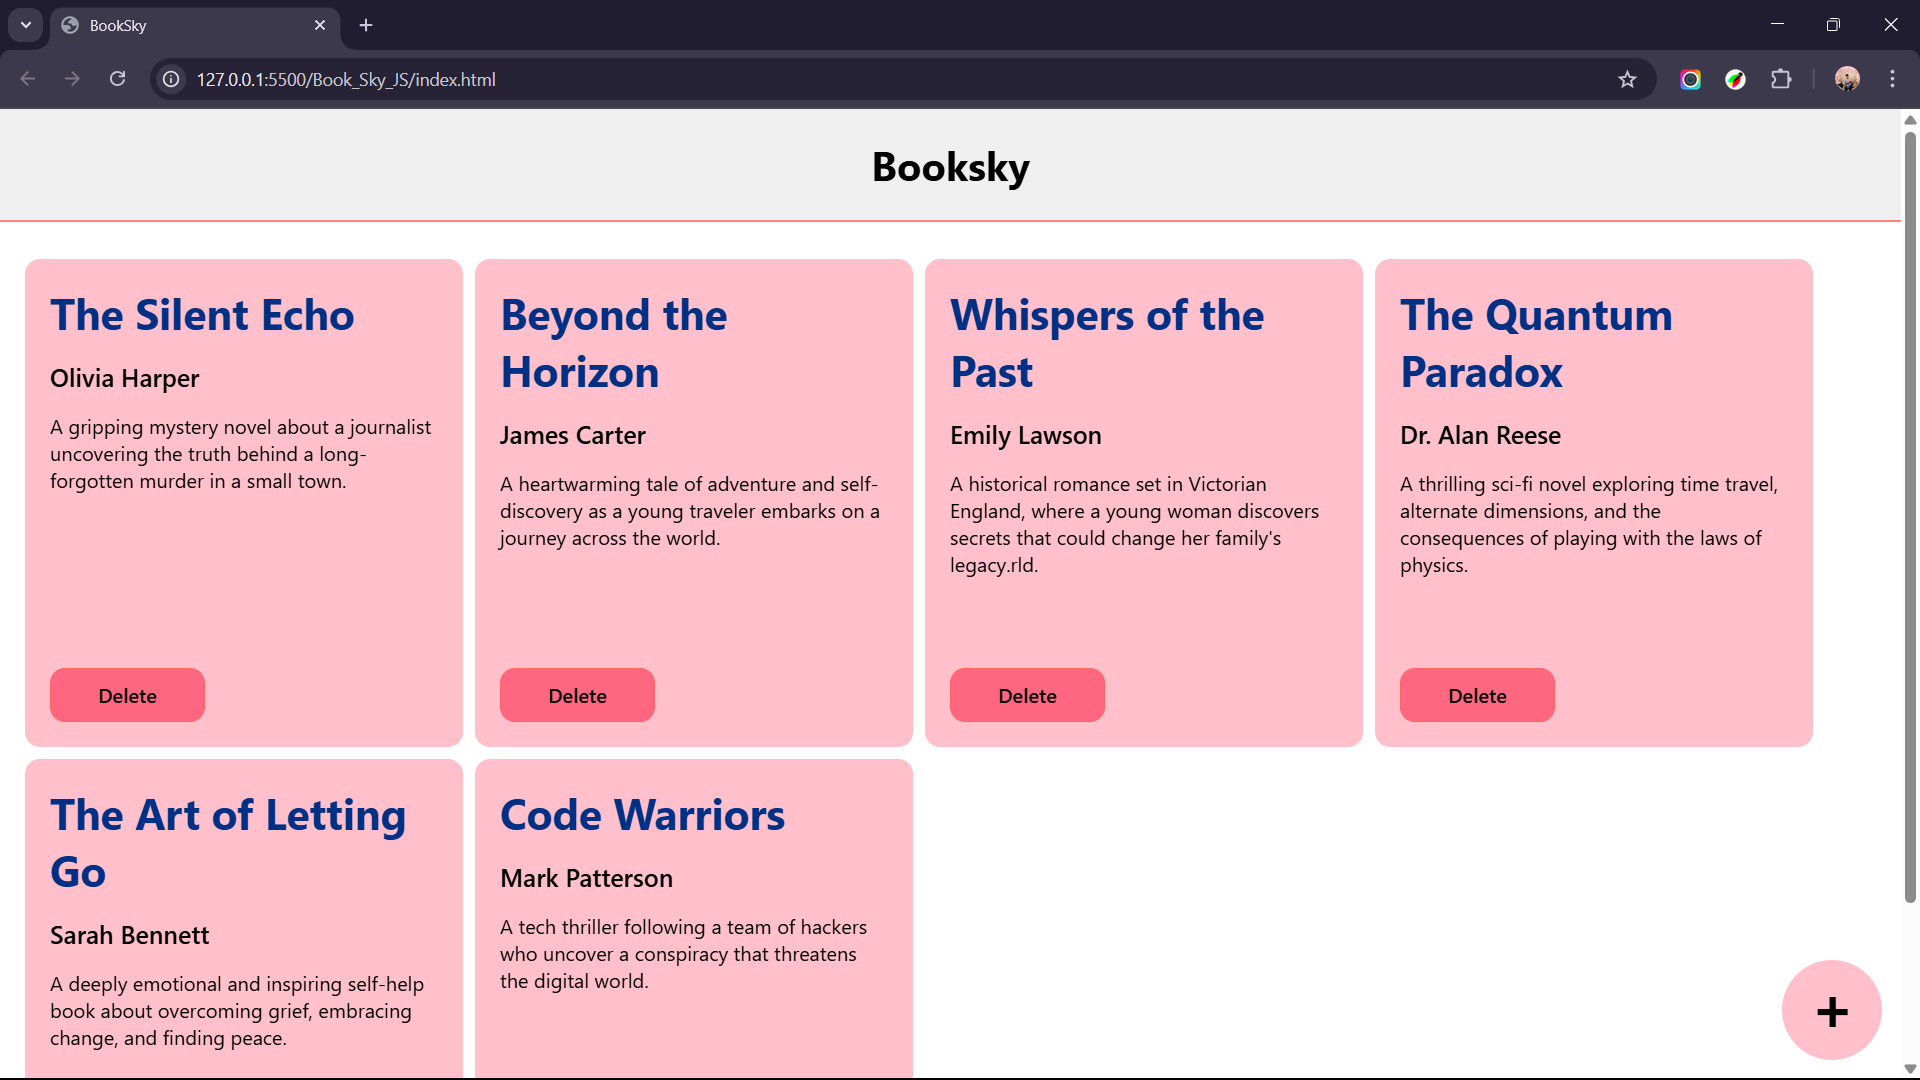 BookSky
127.0.0.1:5500/Book_Sky_JS/index.html
Booksky
The Silent Echo
Olivia Harper
A gripping mystery novel about a journalist
uncovering the truth behind a long-
forgotten murder in a small town.
Delete
Beyond the
Horizon
James Carter
A heartwarming tale of adventure and self-
discovery as a young traveler embarks on a
journey across the world.
Delete
Whispers of the
Past
Emily Lawson
A historical romance set in Victorian
England, where a young woman discovers
secrets that could change her family's
legacy.rld.
Delete
The Quantum
Paradox
Dr. Alan Reese
A thrilling sci-fi novel exploring time travel,
alternate dimensions, and the
consequences of playing with the laws of
physics.
Delete
The Art of Letting
Go
Sarah Bennett
A deeply emotional and inspiring self-help
book about overcoming grief, embracing
change, and finding peace.
Code Warriors
Mark Patterson
A tech thriller following a team of hackers
who uncover a conspiracy that threatens
the digital world.
+